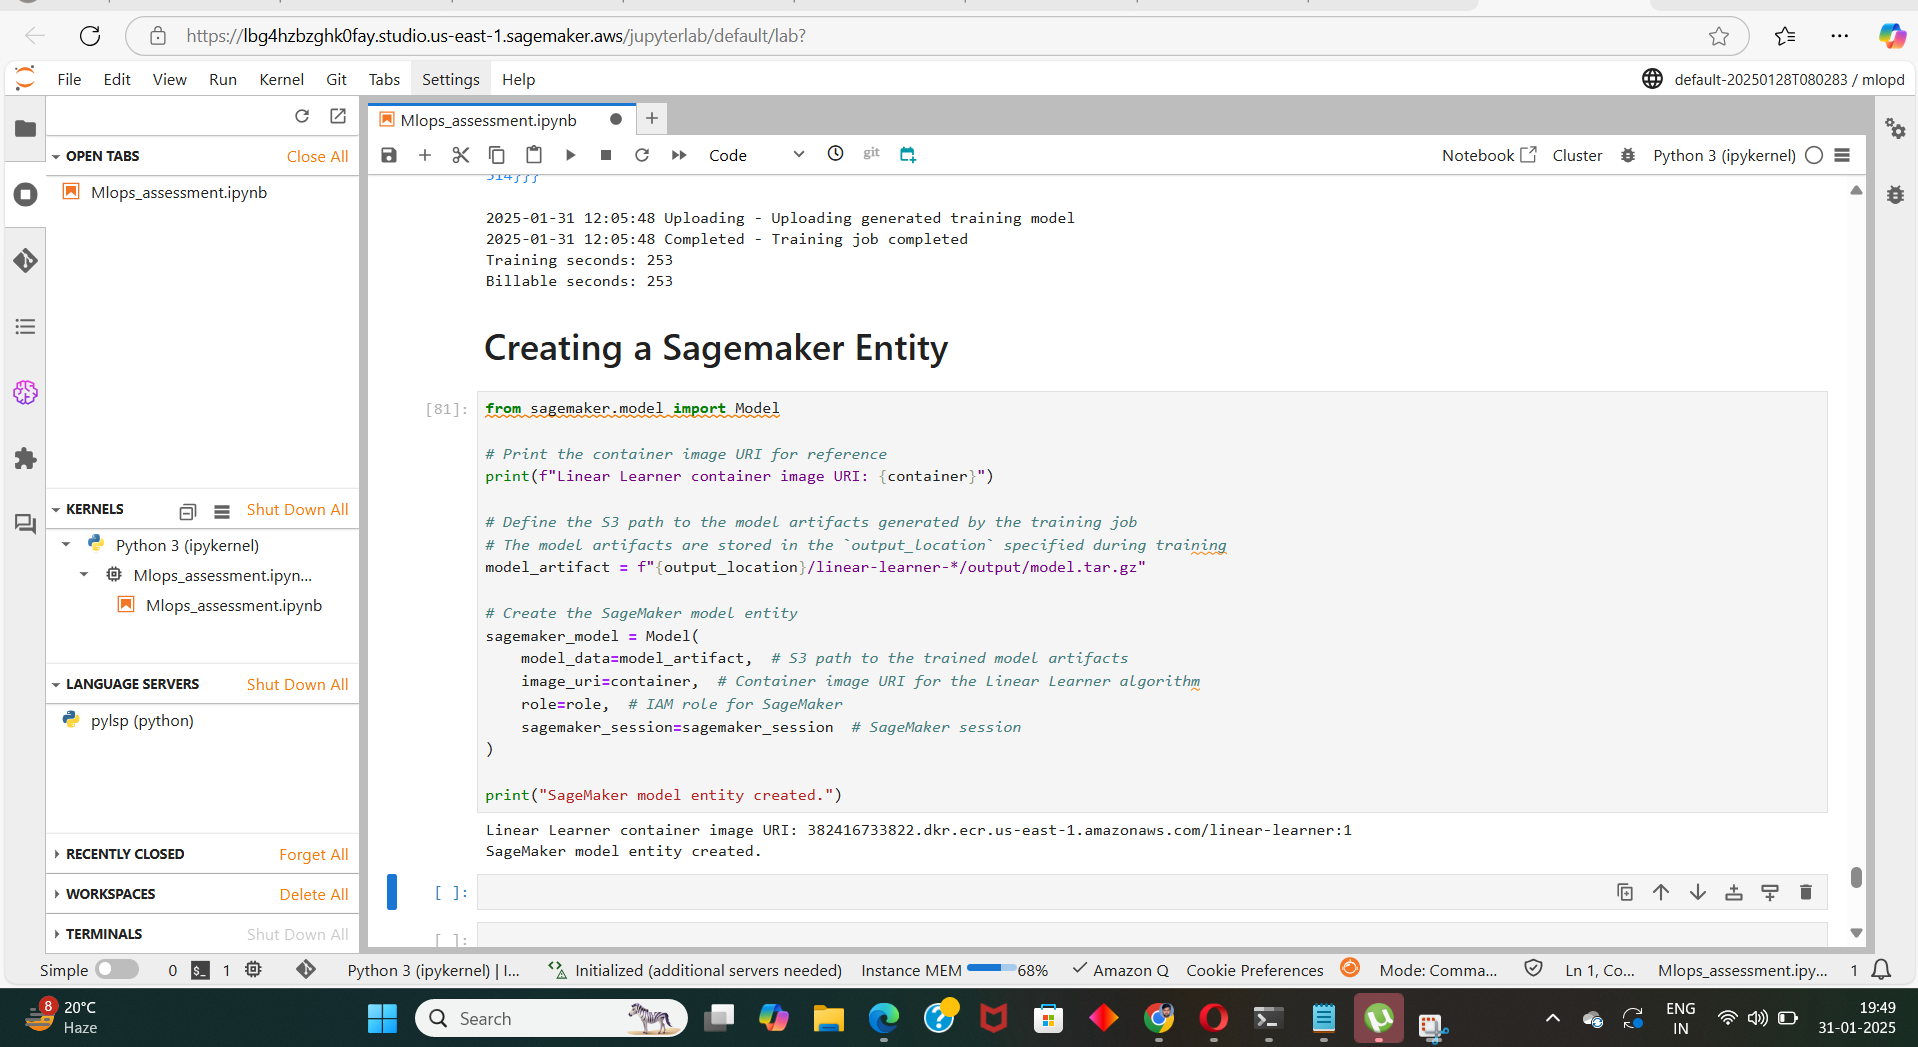 https://lbg4hzbzghk0fay.studio.us-east-1.sagemaker.aws/jupyterlab/default/lab?
File Edit View Run Kernel Git Tabs Settings Help
default-20250128T080283 / mlopd
Mlops_assessment.ipynb
OPEN TABS Close All
Mlops_assessment.ipynb
Code git Notebook Cluster Python 3 (ipykernel)
514}}}
2025-01-31 12:05:48 Uploading - Uploading generated training model
2025-01-31 12:05:48 Completed - Training job completed
Training seconds: 253
Billable seconds: 253
Creating a Sagemaker Entity
[81]:
from sagemaker.model import Model
# Print the container image URI for reference
print(f"Linear Learner container image URI: {container}")
# Define the S3 path to the model artifacts generated by the training job
# The model artifacts are stored in the `output_location` specified during training
model_artifact = f"{output_location}/linear-learner-*/output/model.tar.gz"
# Create the SageMaker model entity
sagemaker_model = Model(
model_data=model_artifact,  # S3 path to the trained model artifacts
image_uri=container,  # Container image URI for the Linear Learner algorithm
role=role,  # IAM role for SageMaker
sagemaker_session=sagemaker_session  # SageMaker session
)
print("SageMaker model entity created.")
Linear Learner container image URI: 382416733822.dkr.ecr.us-east-1.amazonaws.com/linear-learner:1
SageMaker model entity created.
[ ]:
[ ]:
KERNELS Shut Down All
Python 3 (ipykernel)
Mlops_assessment.ipyn...
Mlops_assessment.ipynb
LANGUAGE SERVERS Shut Down All
pylsp (python)
RECENTLY CLOSED Forget All
WORKSPACES Delete All
TERMINALS Shut Down All
Simple 0 $_ 1 Python 3 (ipykernel) | I... Initialized (additional servers needed) Instance MEM 68% Amazon Q Cookie Preferences Mode: Comma... Ln 1, Co... Mlops_assessment.ipy... 1
8 20°C
Haze
Search
ENG
IN
19:49
31-01-2025